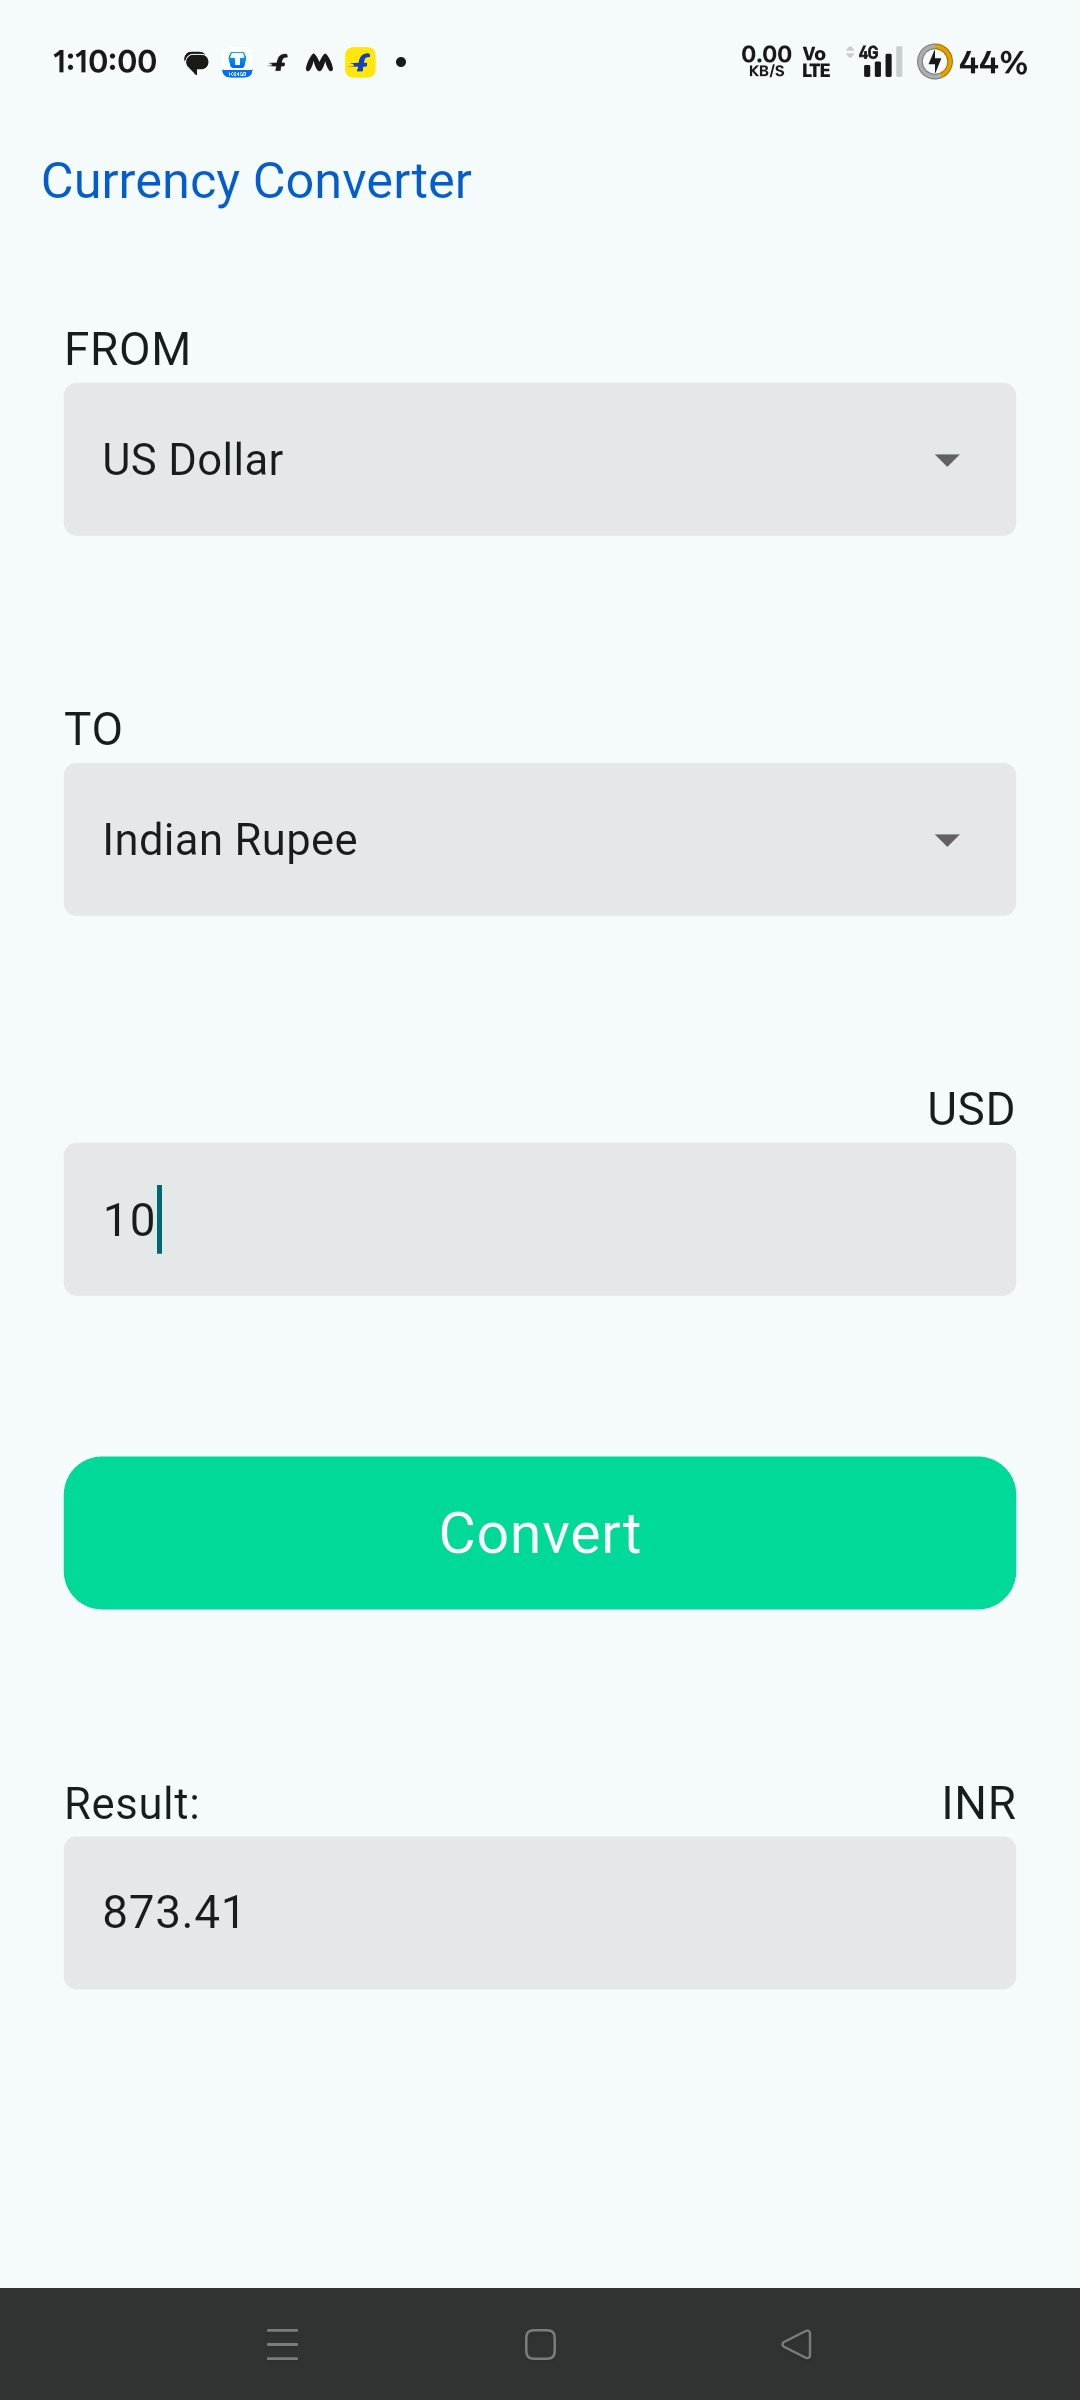 1:10:00 0.00 KB/S Vo LTE 4G 44%
Currency Converter
FROM
US Dollar
TO
Indian Rupee
USD
10
Convert
Result: INR
873.41